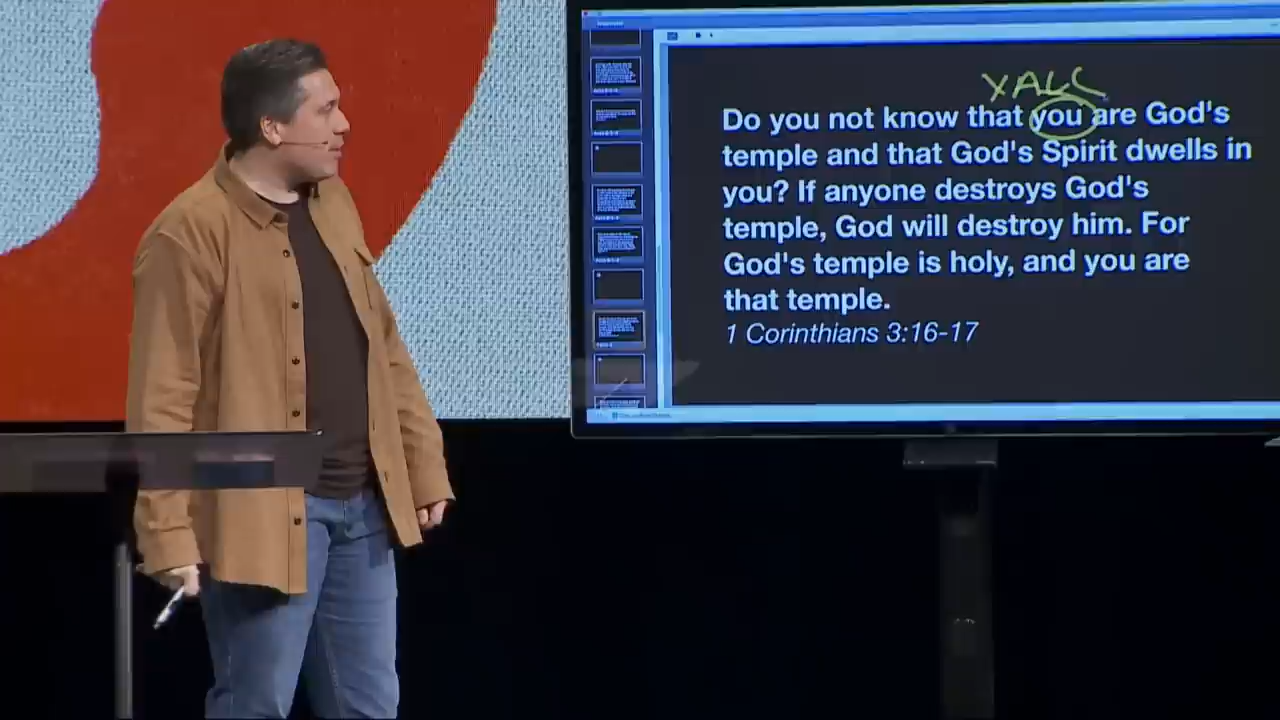 YALL
Do you not know that you are God's
temple and that God's Spirit dwells in
you? If anyone destroys God's
temple, God will destroy him. For
God's temple is holy, and you are
that temple.
1 Corinthians 3:16-17